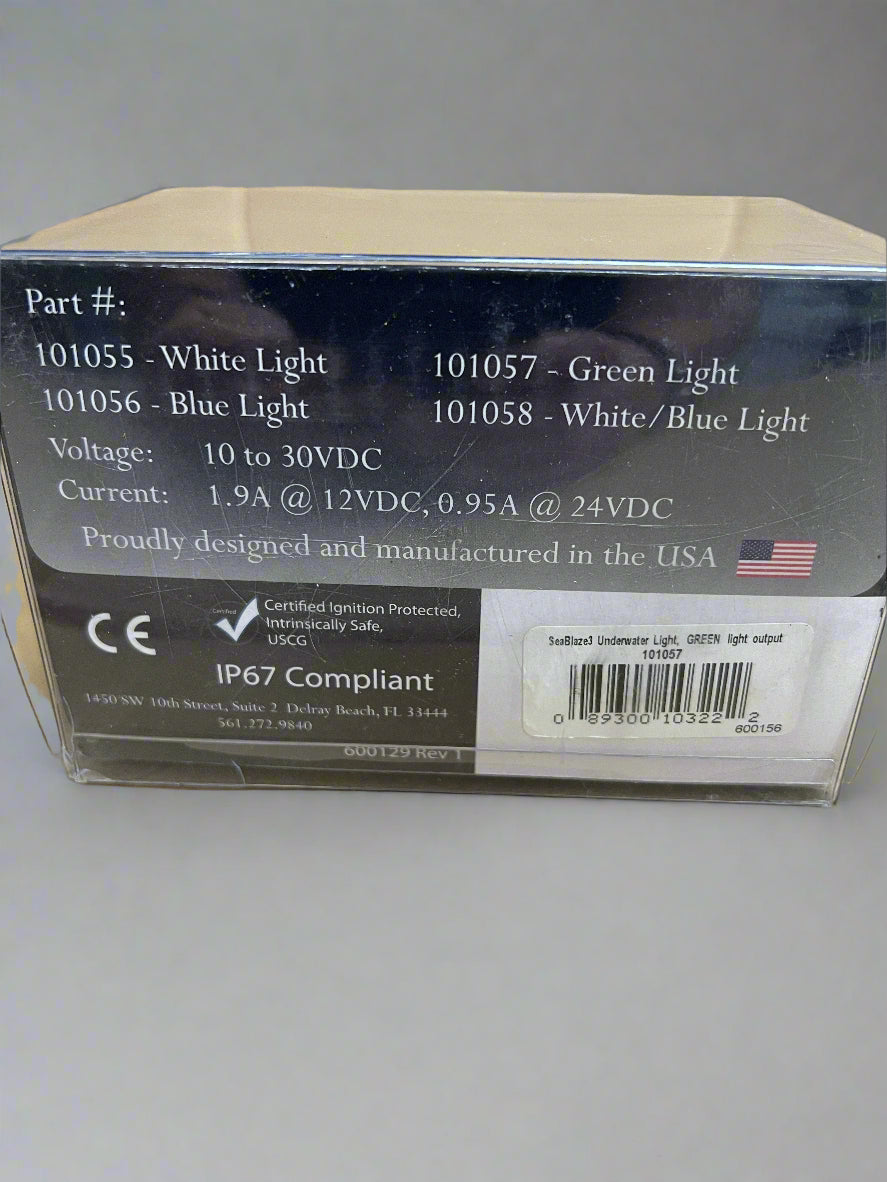 Part #:
101055 - White Light
101057 - Green Light
101056 - Blue Light
101058 - White/Blue Light
Voltage: 10 to 30VDC
Current: 1.9A @ 12VDC, 0.95A @ 24VDC
Proudly designed and manufactured in the USA
CE
Certified
Certified Ignition Protected,
Intrinsically Safe,
USCG
IP67 Compliant
1450 SW 10th Street, Suite 2 Delray Beach, FL 33444
561.272.9840
600129 Rev 1
SeaBlaze3 Underwater Light, GREEN light output
101057
0 89300 10322 2
600156